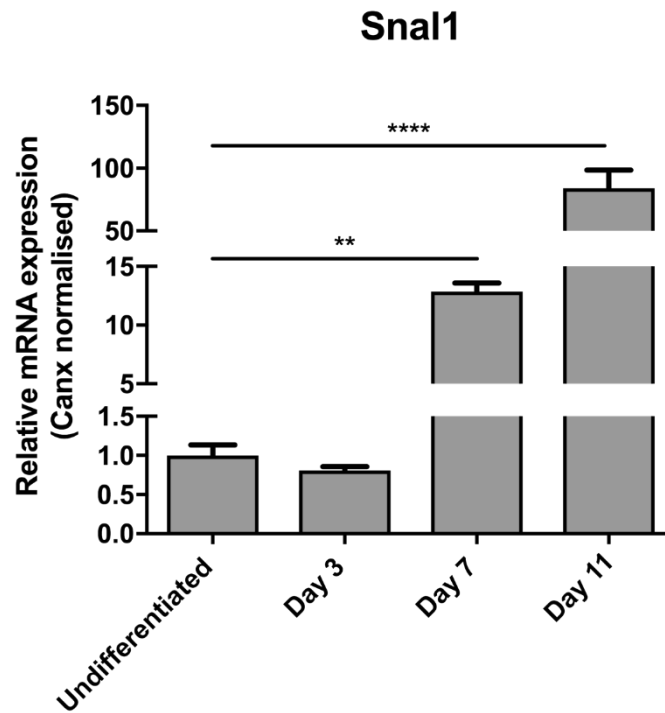 Snal1
Relative mRNA expression
(Canx normalised)
150
100
50
15
10
5
1.5
1.0
0.5
0.0
****
**
Undifferentiated
Day 3
Day 7
Day 11